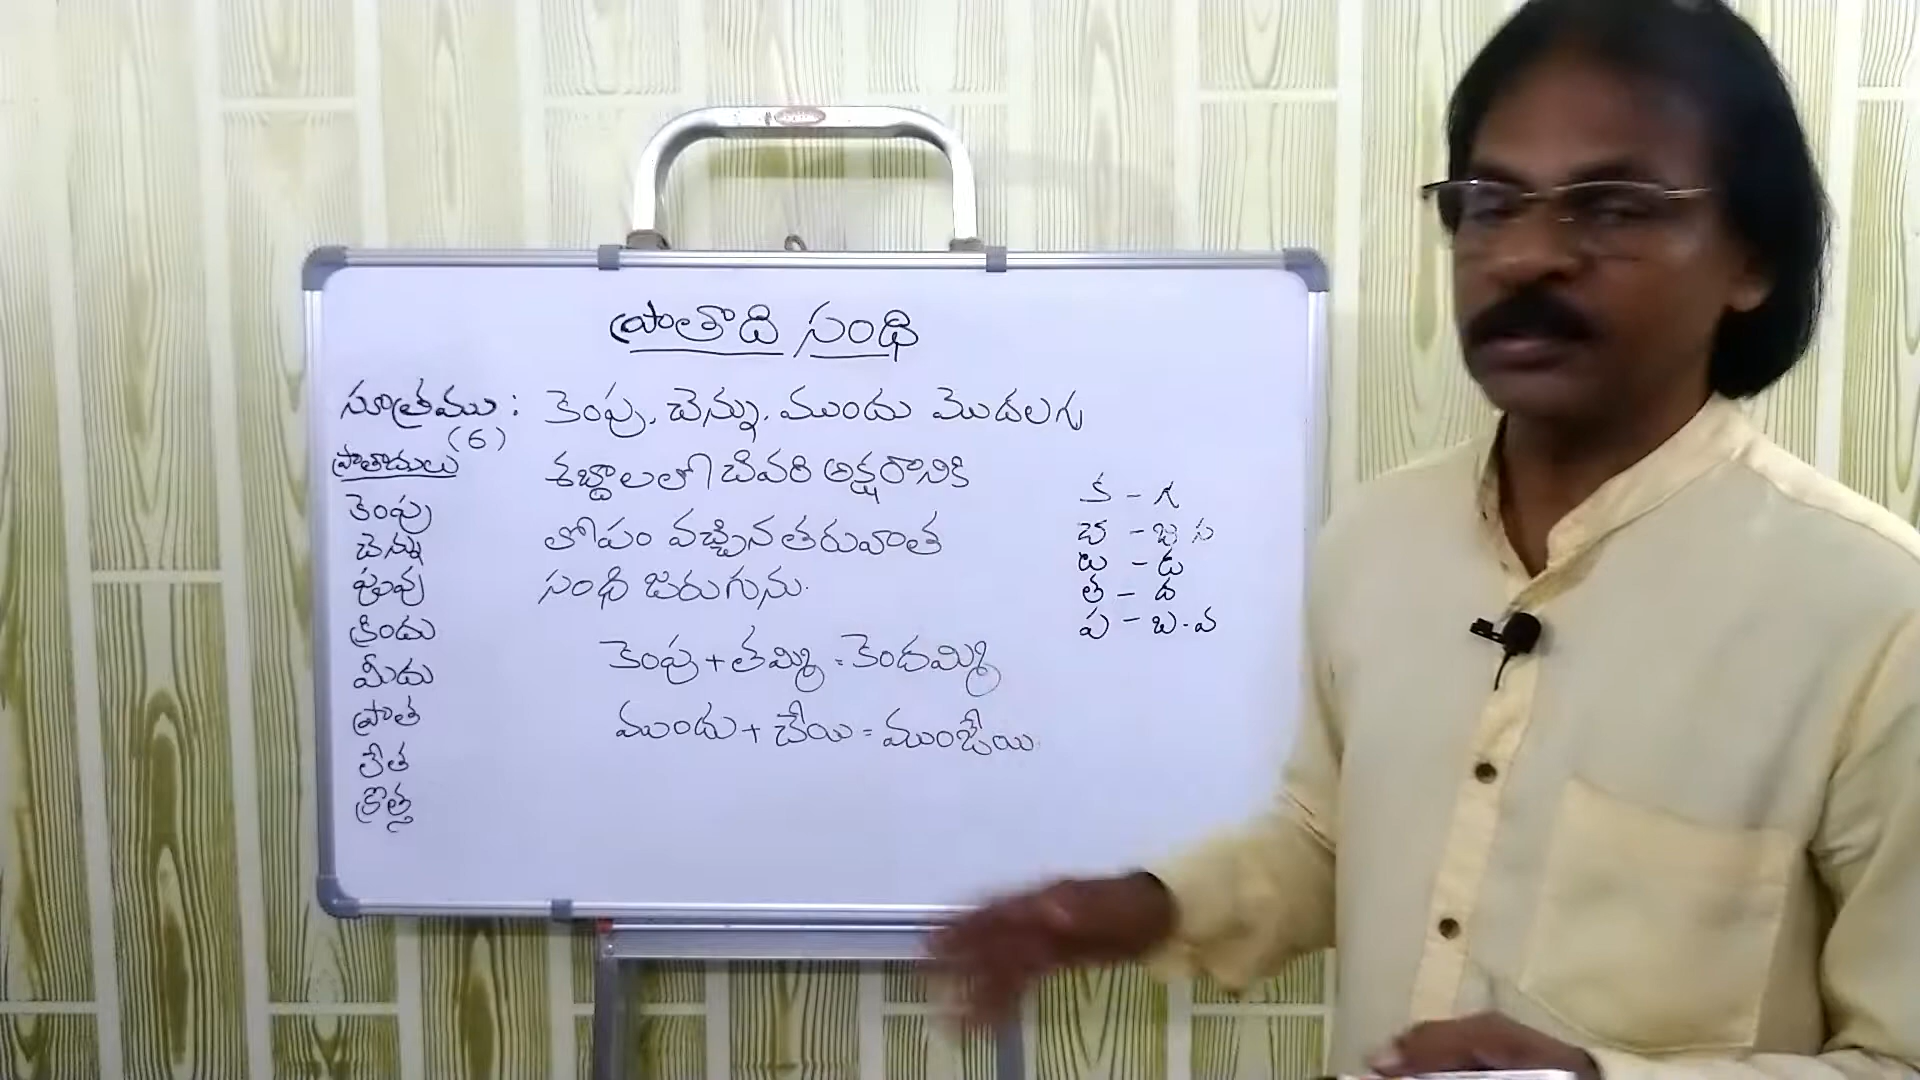 ప్రాతాది సంధి
సూత్రము : కెంపు, చెన్ను, ముందు మొదలగు
శబ్దాలలో చివరి అక్షరానికి
లోపం వచ్చిన తరువాత
సంధి జరుగును.
కెంపు + తమ్మి = కెందమ్మి
ముందు + చేయి = ముంజేయి
(6)
ప్రాతాదులు
కెంపు
చెన్ను
క్రిందు
మీదు
ప్రాత
లేత
క్రొత్త
క - గ
చ - జ స
ట - డ
త - ద
ప - బ. వ